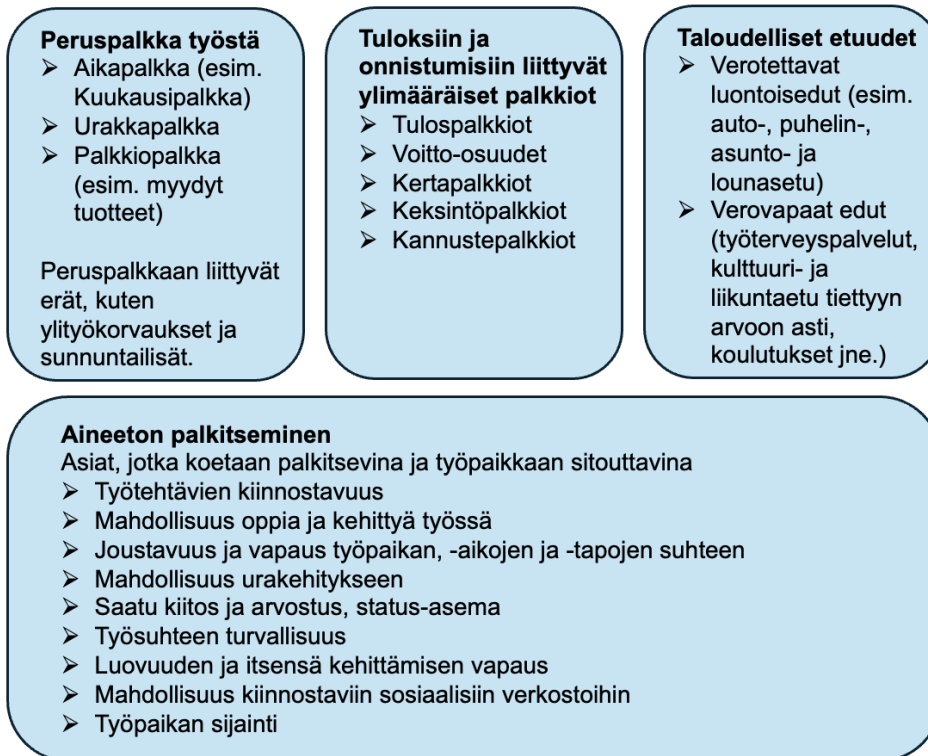 Peruspalkka työstä
➢ Aikapalkka (esim.
Kuukausipalkka)
➢ Urakkapalkka
➢ Palkkiopalkka
(esim. myydyt
tuotteet)
Peruspalkkaan liittyvät
erät, kuten
ylityökorvaukset ja
sunnuntailisät.
Tuloksiin ja
onnistumisiin liittyvät
ylimääräiset palkkiot
➢ Tulospalkkiot
➢ Voitto-osuudet
➢ Kertapalkkiot
➢ Keksintöpalkkiot
➢ Kannustepalkkiot
Taloudelliset etuudet
➢ Verotettavat
luontoisedut (esim.
auto-, puhelin-,
asunto- ja
lounasetu)
➢ Verovapaat edut
(työterveyspalvelut,
kulttuuri- ja
liikuntaetu tiettyyn
arvoon asti,
koulutukset jne.)
Aineeton palkitseminen
Asiat, jotka koetaan palkitsevina ja työpaikkaan sitouttavina
➢ Työtehtävien kiinnostavuus
➢ Mahdollisuus oppia ja kehittyä työssä
➢ Joustavuus ja vapaus työpaikan, -aikojen ja -tapojen suhteen
➢ Mahdollisuus urakehitykseen
➢ Saatu kiitos ja arvostus, status-asema
➢ Työsuhteen turvallisuus
➢ Luovuuden ja itsensä kehittämisen vapaus
➢ Mahdollisuus kiinnostaviin sosiaalisiin verkostoihin
➢ Työpaikan sijainti